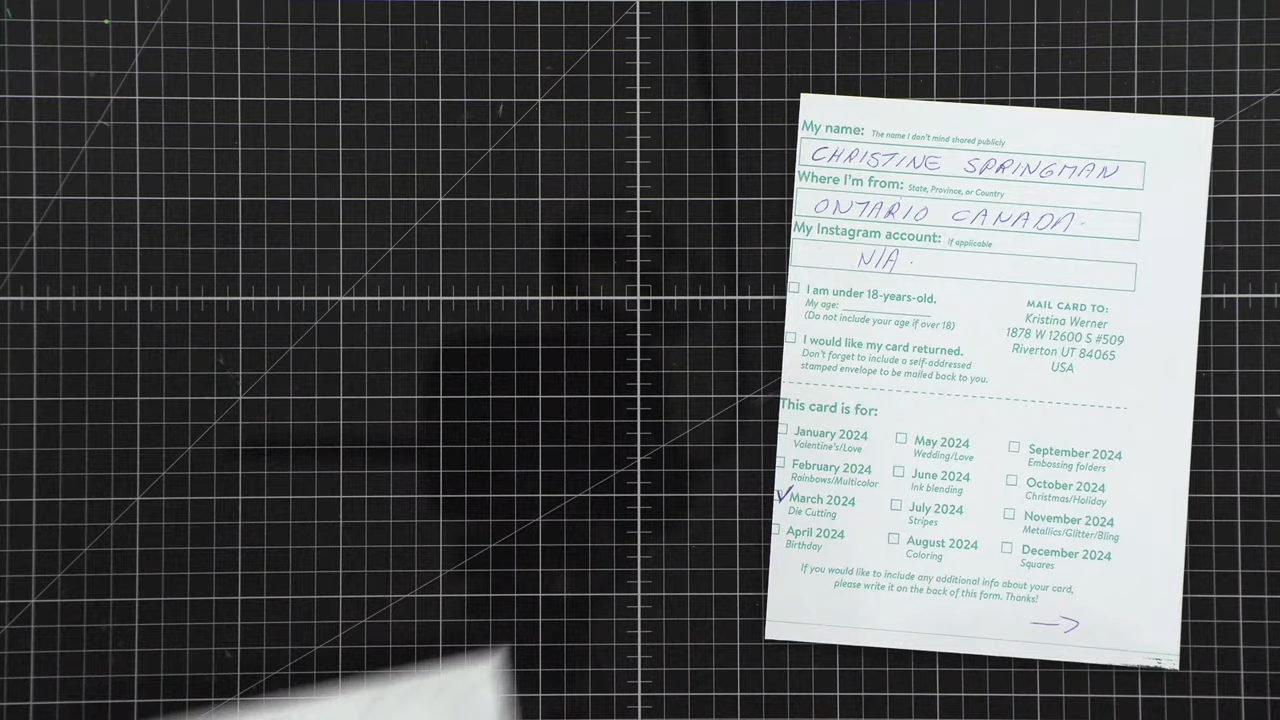 My name: The name I don't mind shared publicly
CHRISTINE SPRINGMAN
Where I'm from: State, Province, or Country
ONTARIO CANADA.
My Instagram account: if applicable
N/A.
I am under 18-years-old.
My age:
(Do not include your age if over 18)
I would like my card returned.
Don't forget to include a self-addressed
stamped envelope to be mailed back to you.
MAIL CARD TO:
Kristina Werner
1878 W 12600 S #509
Riverton UT 84065
USA
This card is for:
January 2024
Valentine's/Love
February 2024
Rainbows/Multicolor
March 2024
Die Cutting
April 2024
Birthday
May 2024
Wedding/Love
June 2024
Ink blending
July 2024
Stripes
August 2024
Coloring
September 2024
Embossing folders
October 2024
Christmas/Holiday
November 2024
Metallics/Glitter/Bling
December 2024
Squares
If you would like to include any additional info about your card,
please write it on the back of this form. Thanks!